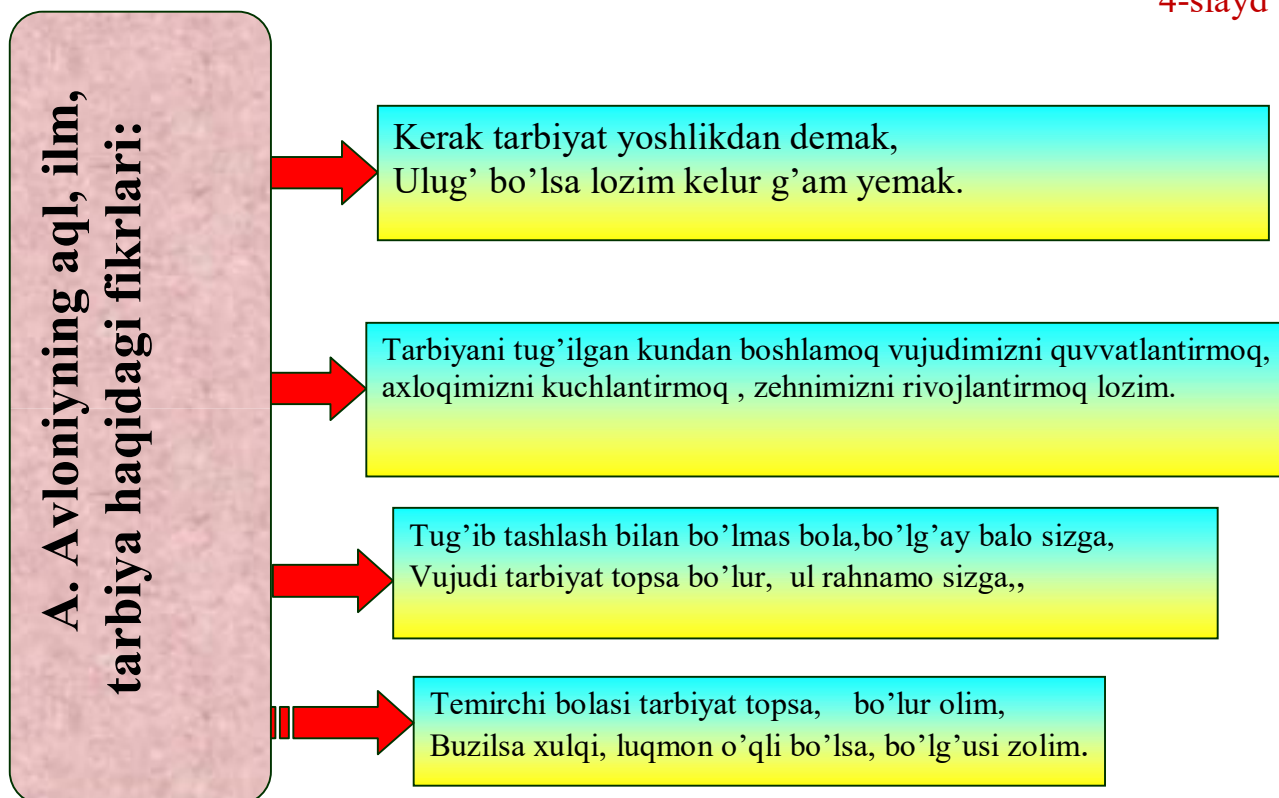 4-slayd
A. Avloniyning aql, ilm,
tarbiya haqidagi fikrlari:
Kerak tarbiyat yoshlikdan demak,
Ulug’ bo’lsa lozim kelur g’am yemak.
Tarbiyani tug’ilgan kundan boshlamoq vujudimizni quvvatlantirmoq,
axloqimizni kuchlantirmoq , zehnimizni rivojlantirmoq lozim.
Tug’ib tashlash bilan bo’lmas bola,bo’lg’ay balo sizga,
Vujudi tarbiyat topsa bo’lur, ul rahnamo sizga,,
Temirchi bolasi tarbiyat topsa, bo’lur olim,
Buzilsa xulqi, luqmon o’qli bo’lsa, bo’lg’usi zolim.